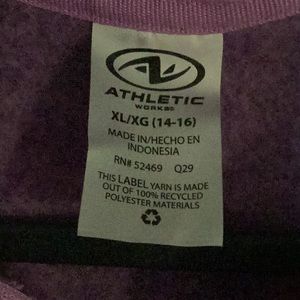 ATHLETIC
WORKS®
XL/XG (14-16)
MADE IN/HECHO EN
INDONESIA
RN# 52469 Q29
THIS LABEL YARN IS MADE
OUT OF 100% RECYCLED
POLYESTER MATERIALS